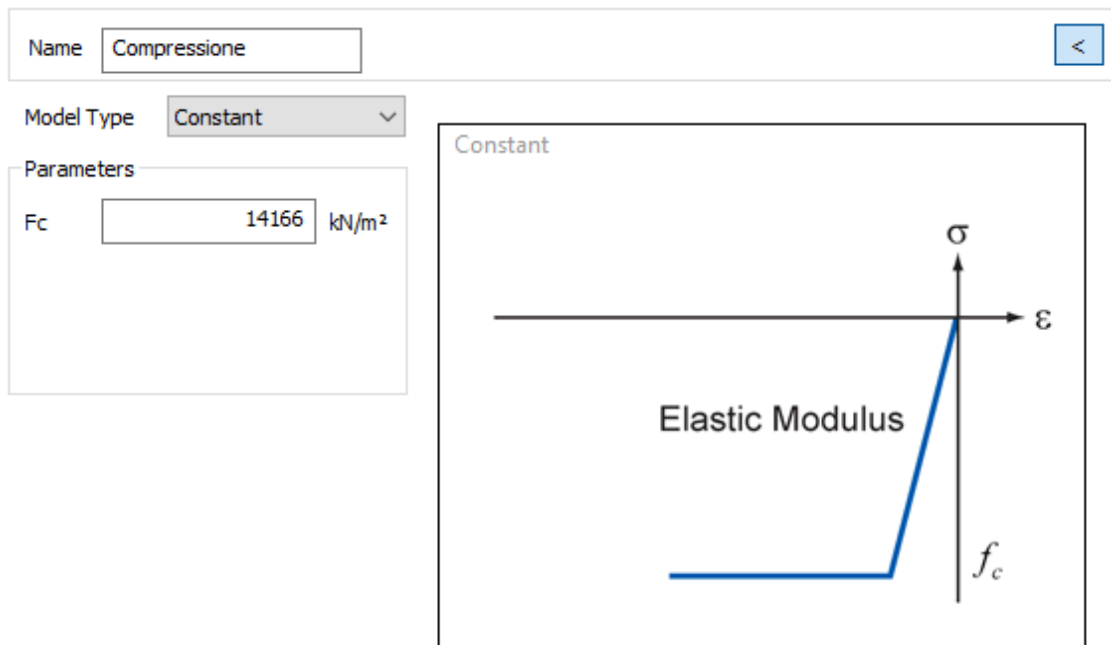 Name Compressione <
Model Type Constant
Parameters
Fc 14166 kN/m²
Constant
σ
ε
Elastic Modulus
fc